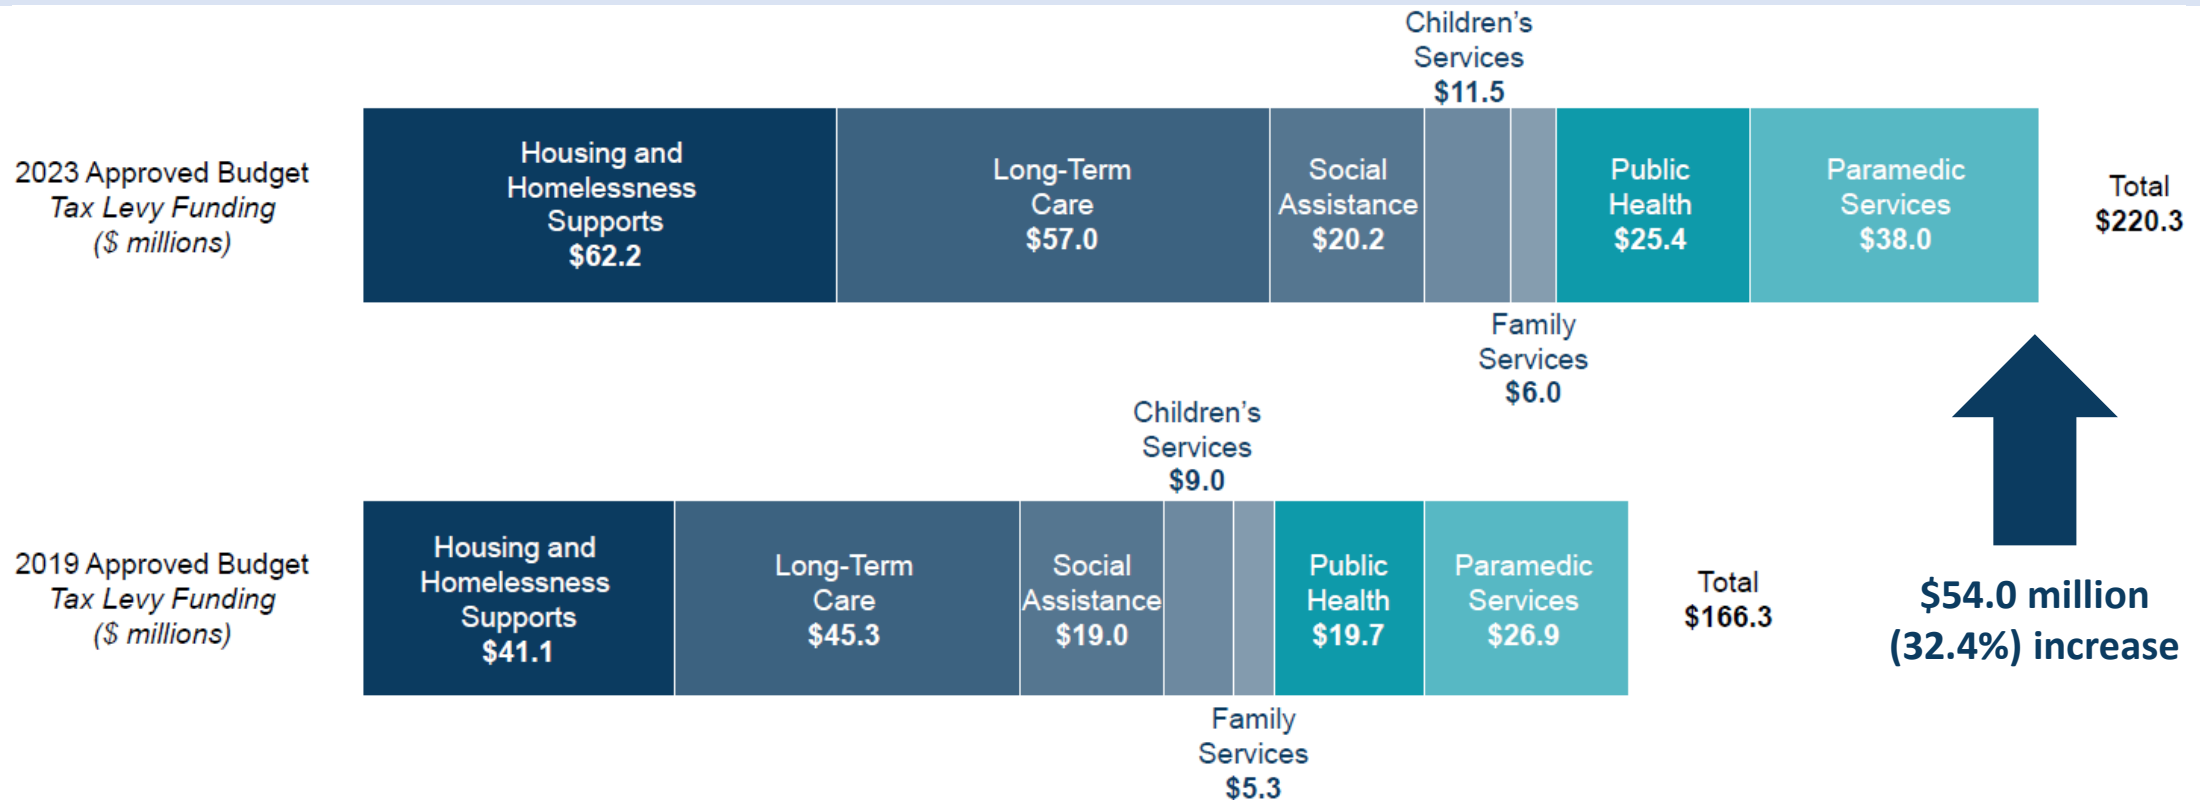 Children’s
Services
$11.5
2023 Approved Budget
Tax Levy Funding
($ millions)
Housing and
Homelessness
Supports
$62.2
Long-Term
Care
$57.0
Social
Assistance
$20.2
Public
Health
$25.4
Paramedic
Services
$38.0
Total
$220.3
Family
Services
$6.0
Children’s
Services
$9.0
2019 Approved Budget
Tax Levy Funding
($ millions)
Housing and
Homelessness
Supports
$41.1
Long-Term
Care
$45.3
Social
Assistance
$19.0
Public
Health
$19.7
Paramedic
Services
$26.9
Total
$166.3
$54.0 million
(32.4%) increase
Family
Services
$5.3